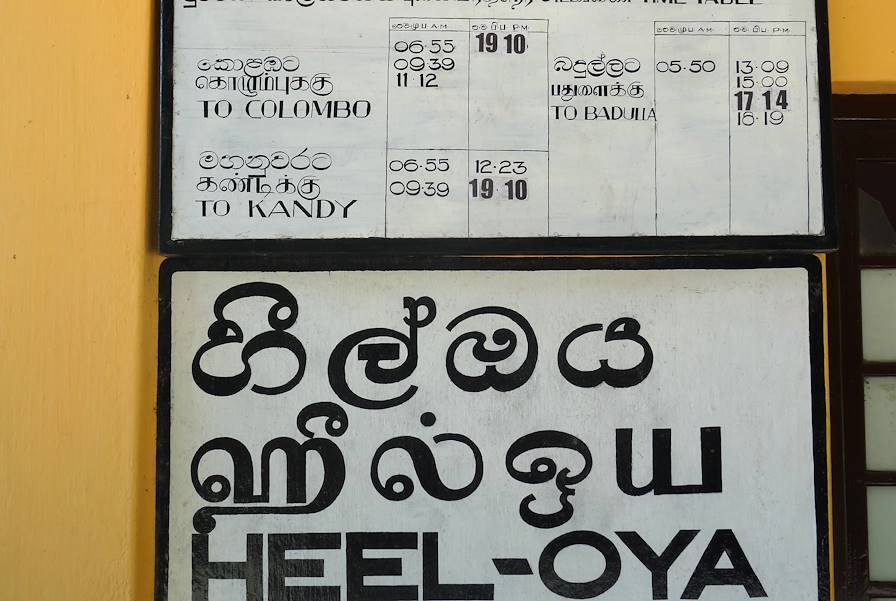 TIME TABLE
පෙ.ව.මුය A.M. ප.ව.මුය P.M.
කොළඹට 06·55 19 10
கொழும்புக்கு 09·39
TO COLOMBO 11·12
මහනුවරට 06·55 12·23
கண்டிக்கு 09·39 19 10
TO KANDY
A.M. P.M.
බදුල්ලට 05·50 13·09
பதுளைக்கு 15·00
TO BADULLA 17 14
18·19
හීල්ඔය
ஹீல்ஓய
HEEL-OYA